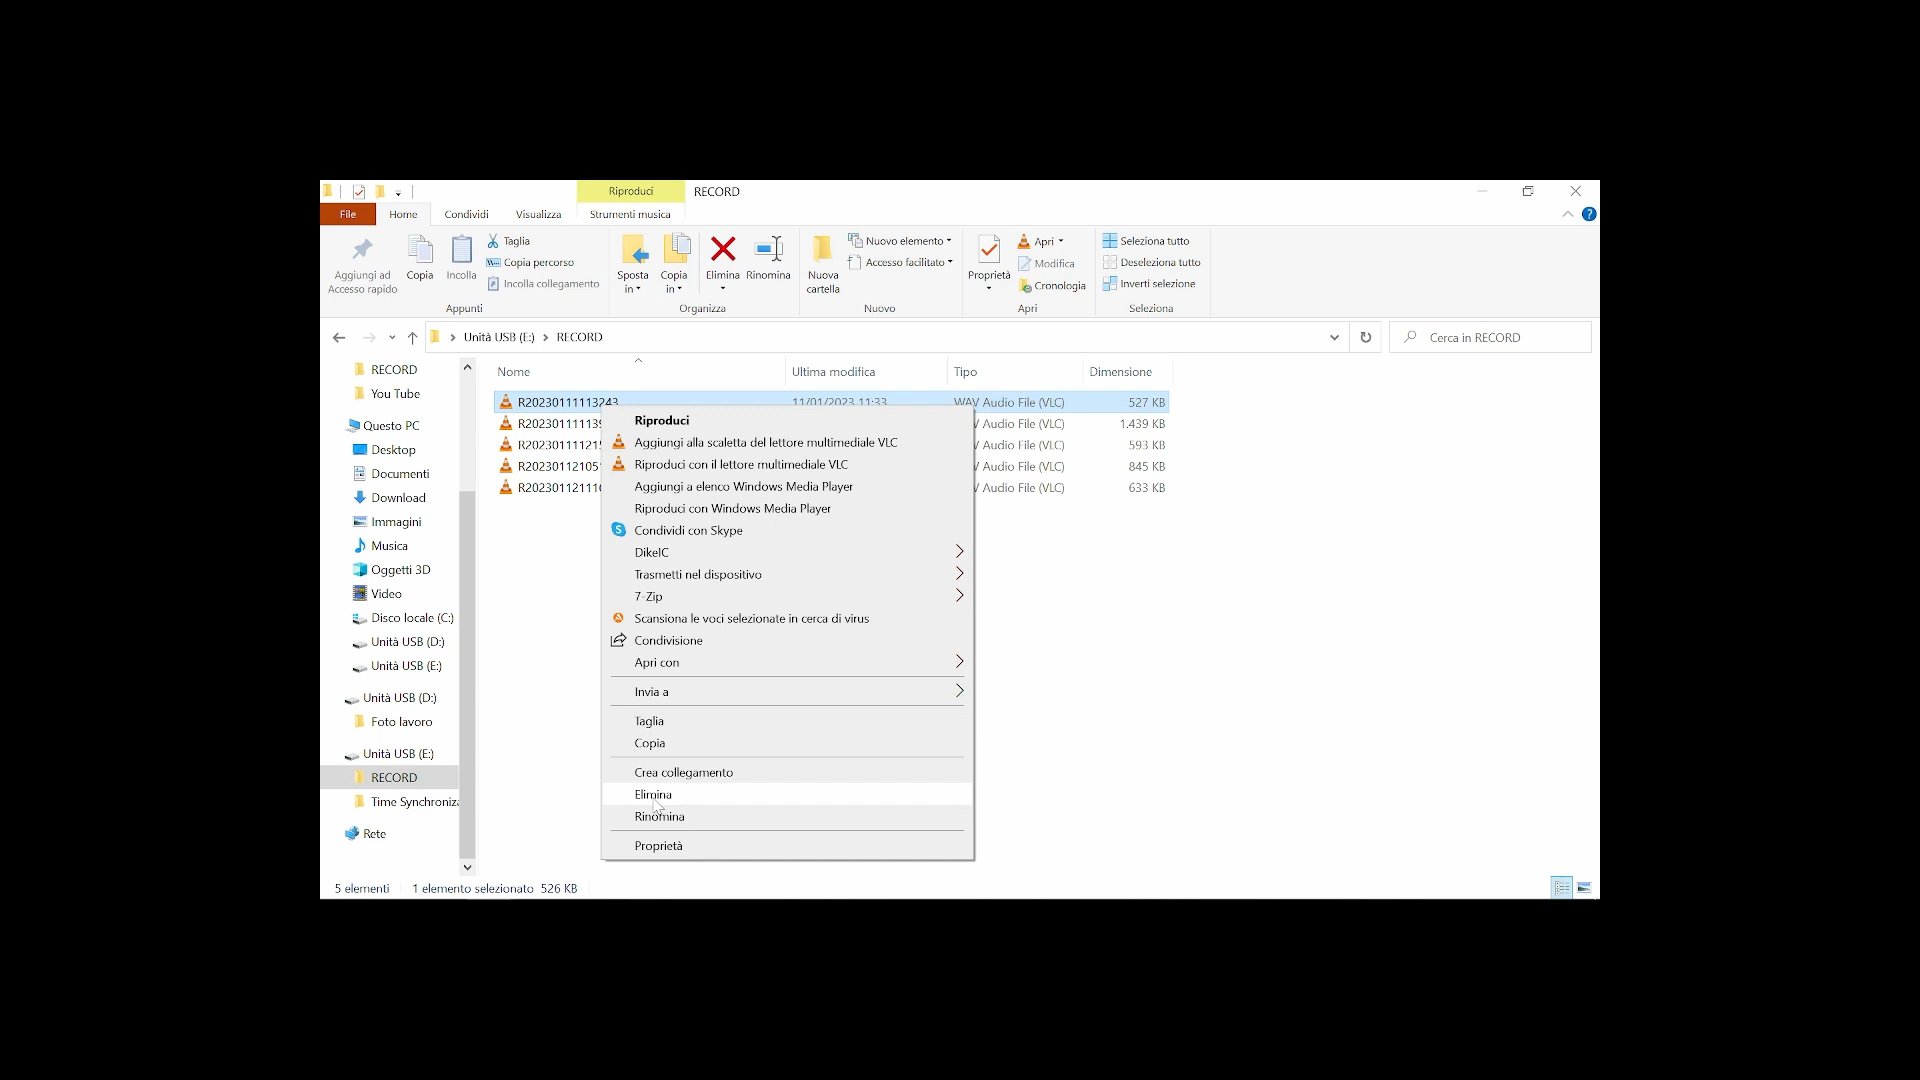 Riproduci
RECORD
File
Home
Condividi
Visualizza
Strumenti musica
Aggiungi ad
Accesso rapido
Copia
Incolla
Taglia
Copia percorso
Incolla collegamento
Appunti
Sposta
in
Copia
in
Elimina
Rinomina
Organizza
Nuova
cartella
Nuovo elemento
Accesso facilitato
Nuovo
Proprietà
Apri
Modifica
Cronologia
Apri
Seleziona tutto
Deseleziona tutto
Inverti selezione
Seleziona
Unità USB (E:) > RECORD
Cerca in RECORD
RECORD
You Tube
Questo PC
Desktop
Documenti
Download
Immagini
Musica
Oggetti 3D
Video
Disco locale (C:)
Unità USB (D:)
Unità USB (E:)
Unità USB (D:)
Foto lavoro
Unità USB (E:)
RECORD
Time Synchroniz
Rete
Nome Ultima modifica Tipo Dimensione
R20230111113243 11/01/2023 11:33 WAV Audio File (VLC) 527 KB
Audio File (VLC) 1.439 KB
Audio File (VLC) 593 KB
Audio File (VLC) 845 KB
Audio File (VLC) 633 KB
Riproduci
Aggiungi alla scaletta del lettore multimediale VLC
Riproduci con il lettore multimediale VLC
Aggiungi a elenco Windows Media Player
Riproduci con Windows Media Player
Condividi con Skype
DikeIC
Trasmetti nel dispositivo
7-Zip
Scansiona le voci selezionate in cerca di virus
Condivisione
Apri con
Invia a
Taglia
Copia
Crea collegamento
Elimina
Rinomina
Proprietà
5 elementi 1 elemento selezionato 526 KB